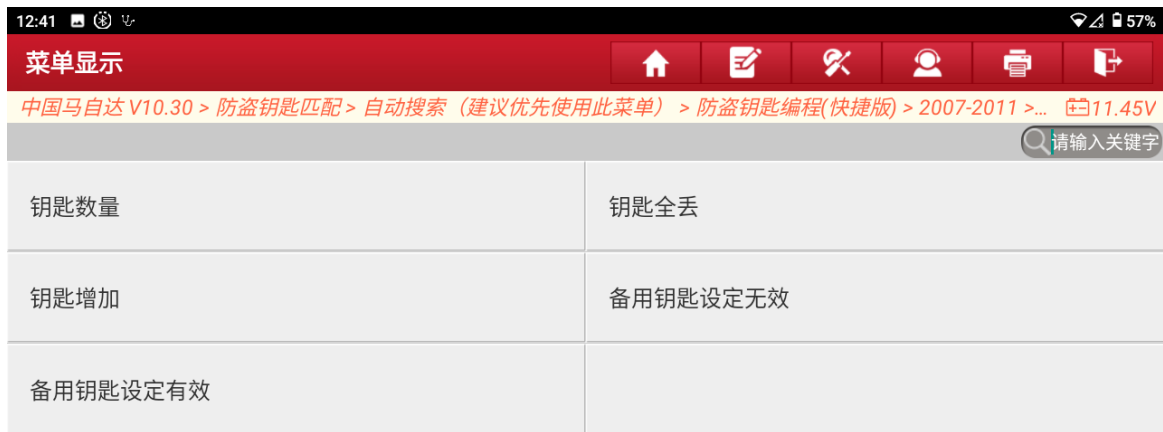 12:41 57%
菜单显示
中国马自达 V10.30 > 防盗钥匙匹配 > 自动搜索（建议优先使用此菜单） > 防盗钥匙编程(快捷版) > 2007-2011 >... 11.45V
请输入关键字
钥匙数量 钥匙全丢
钥匙增加 备用钥匙设定无效
备用钥匙设定有效